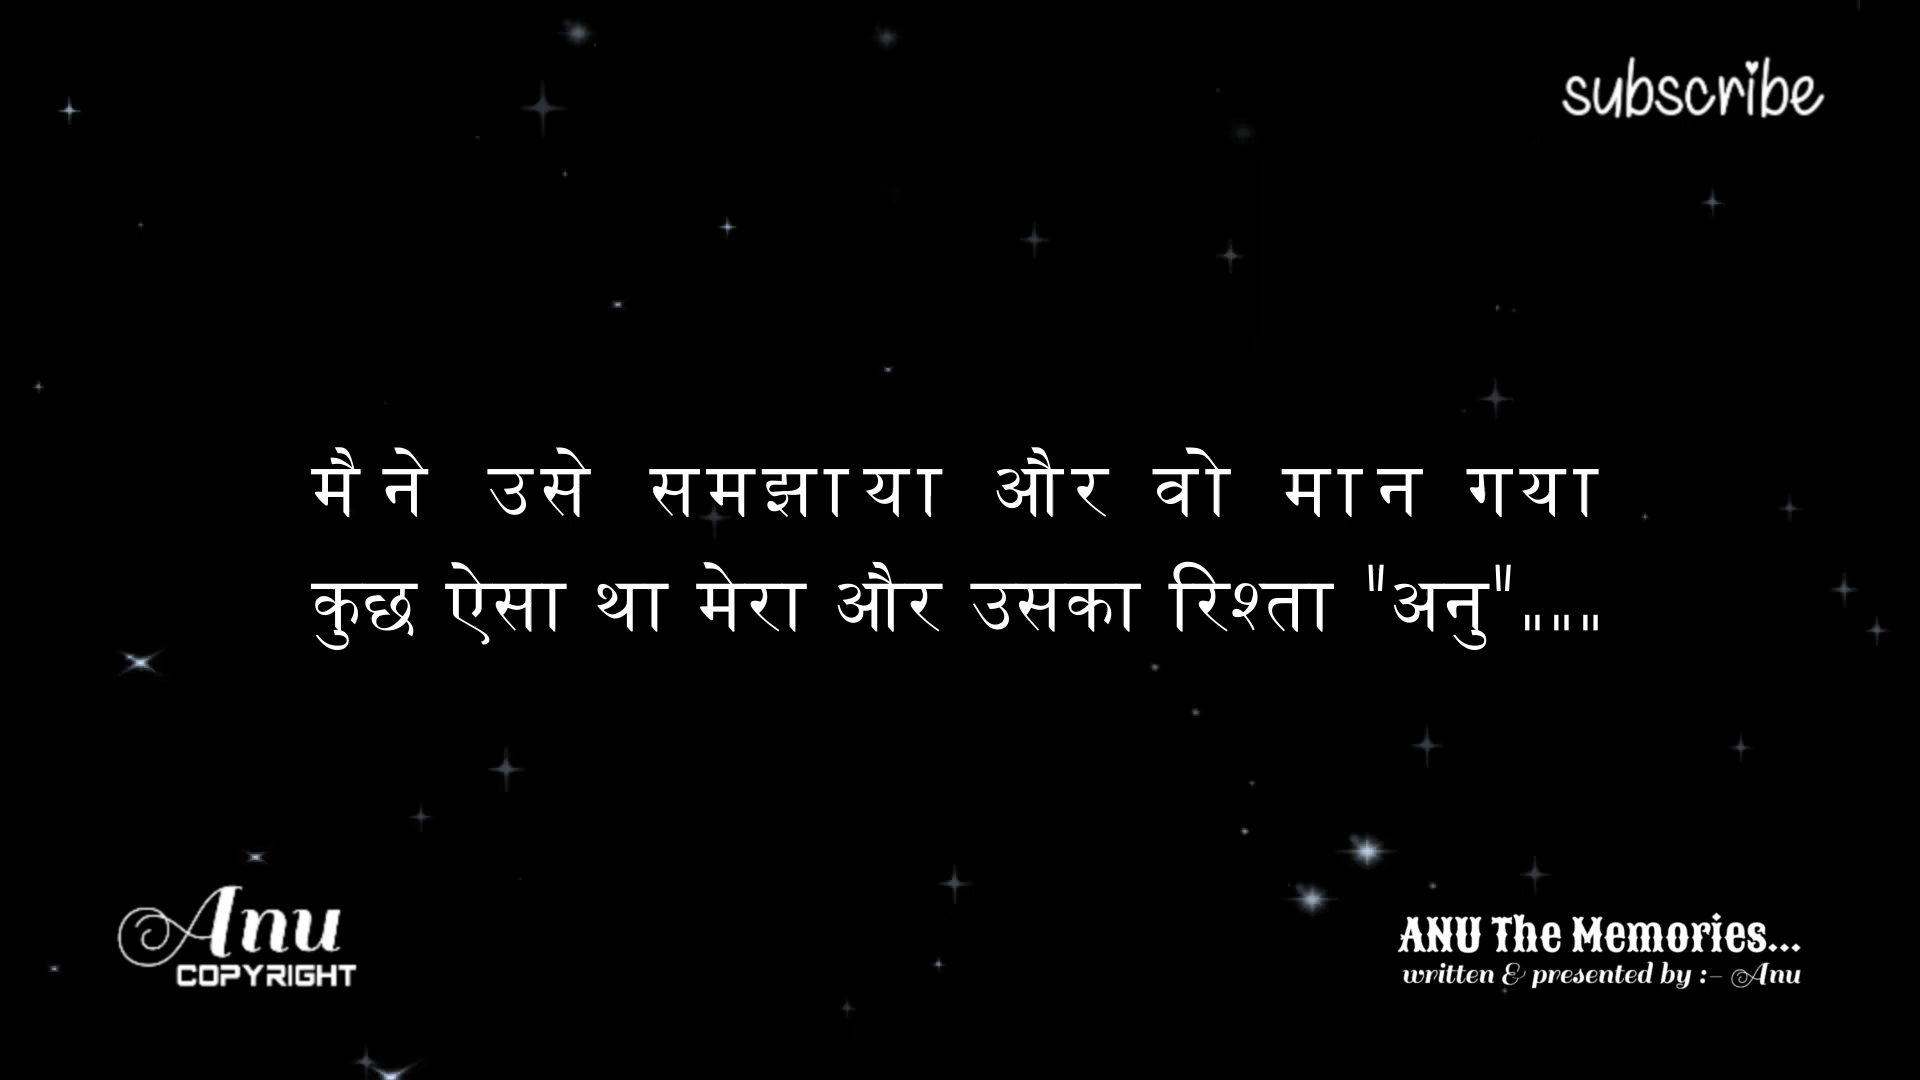 subscribe
मैने उसे समझाया और वो मान गया
कुछ ऐसा था मेरा और उसका रिश्ता "अनु"...
Anu
COPYRIGHT
ANU The Memories...
written & presented by :- Anu